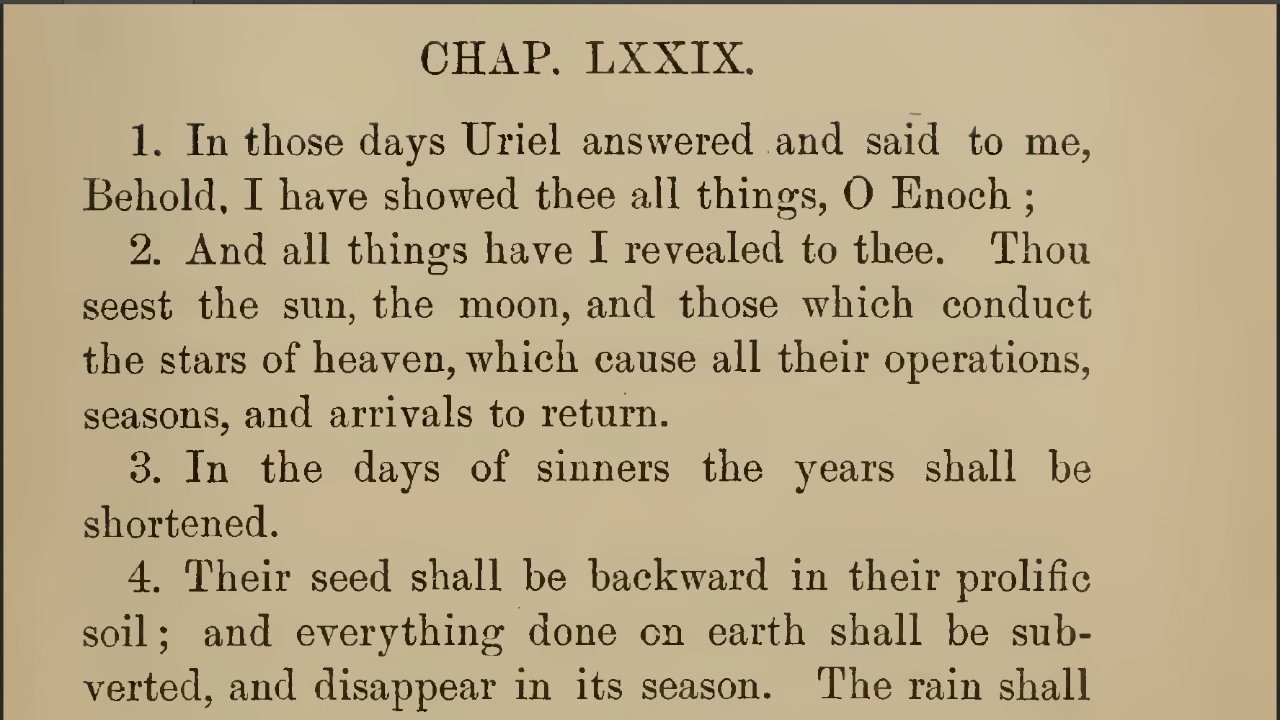 CHAP. LXXIX.
1. In those days Uriel answered and said to me,
Behold, I have showed thee all things, O Enoch ;
2. And all things have I revealed to thee. Thou
seest the sun, the moon, and those which conduct
the stars of heaven, which cause all their operations,
seasons, and arrivals to return.
3. In the days of sinners the years shall be
shortened.
4. Their seed shall be backward in their prolific
soil ; and everything done on earth shall be sub-
verted, and disappear in its season. The rain shall